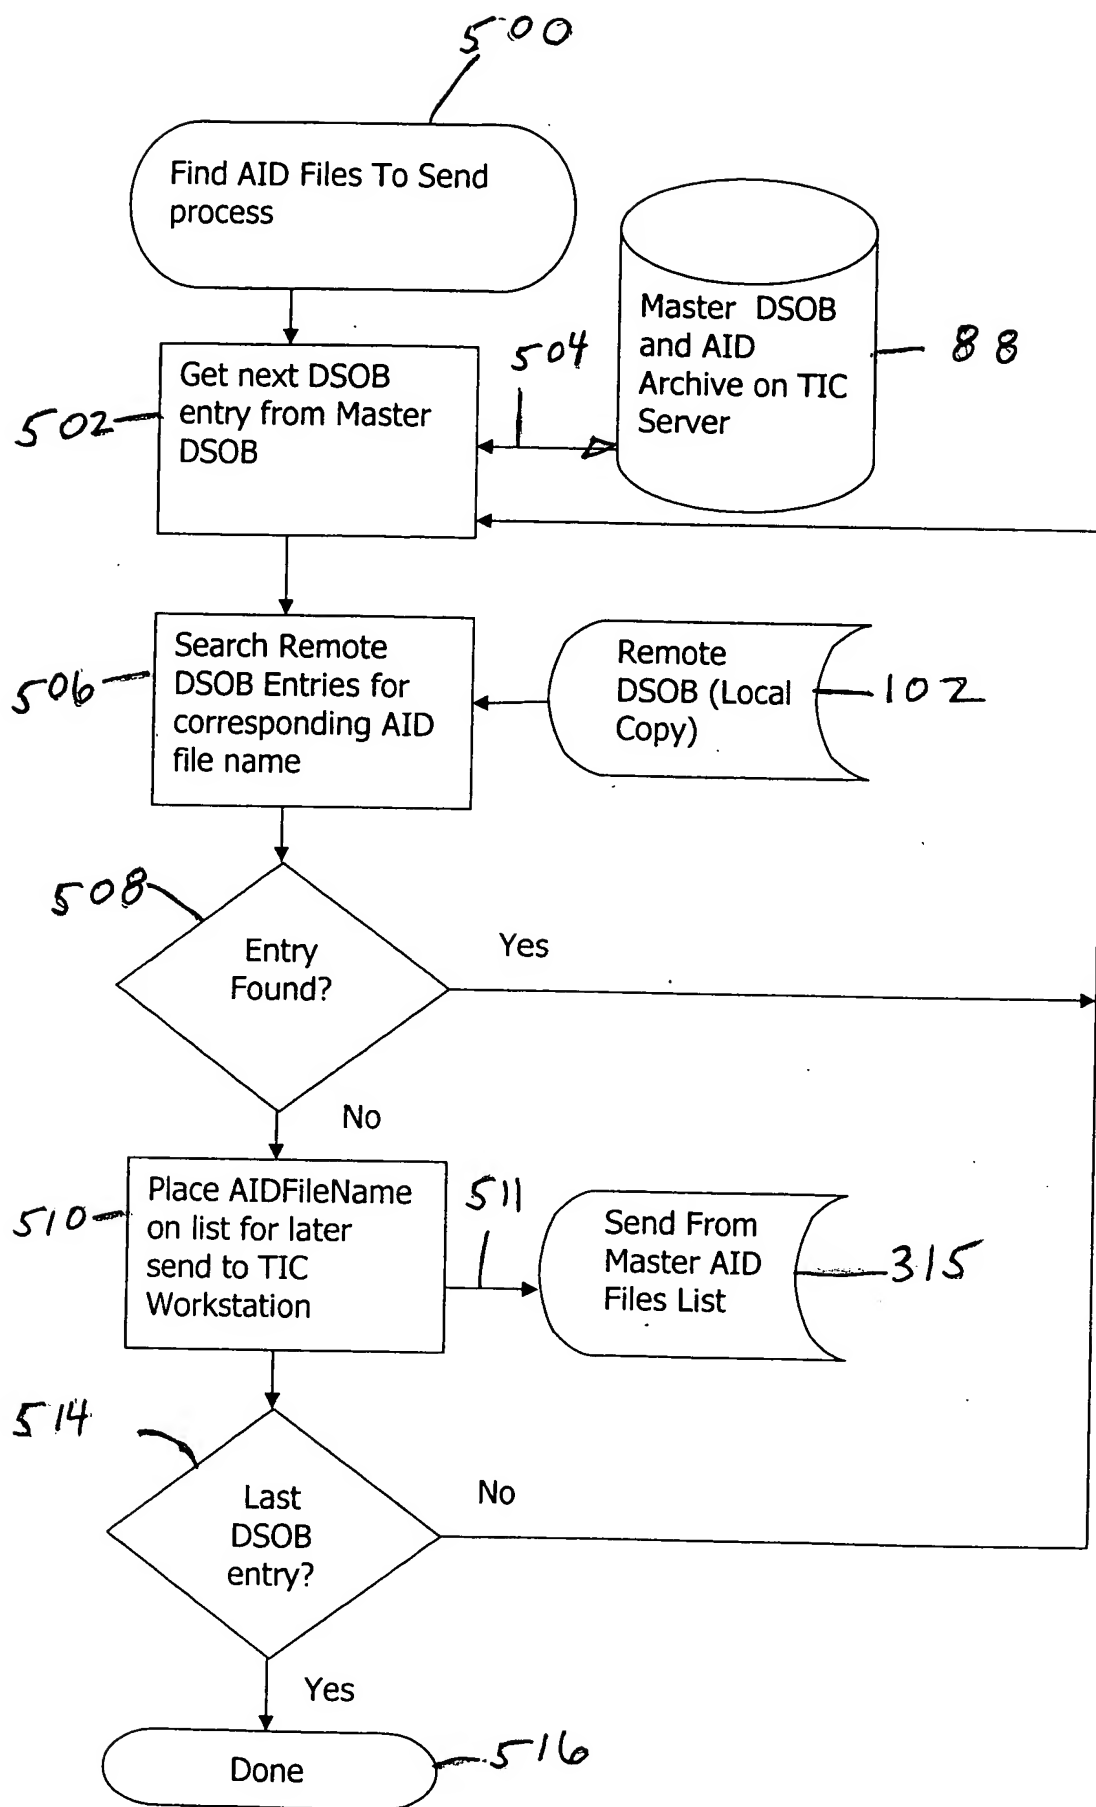 500
Find AID Files To Send
process
Master DSOB
and AID
Archive on TIC
Server
88
504
502
Get next DSOB
entry from Master
DSOB
506
Search Remote
DSOB Entries for
corresponding AID
file name
Remote
DSOB (Local
Copy)
102
508
Entry
Found?
Yes
No
510
Place AIDFileName
on list for later
send to TIC
Workstation
511
Send From
Master AID
Files List
315
514
Last
DSOB
entry?
No
Yes
Done
516